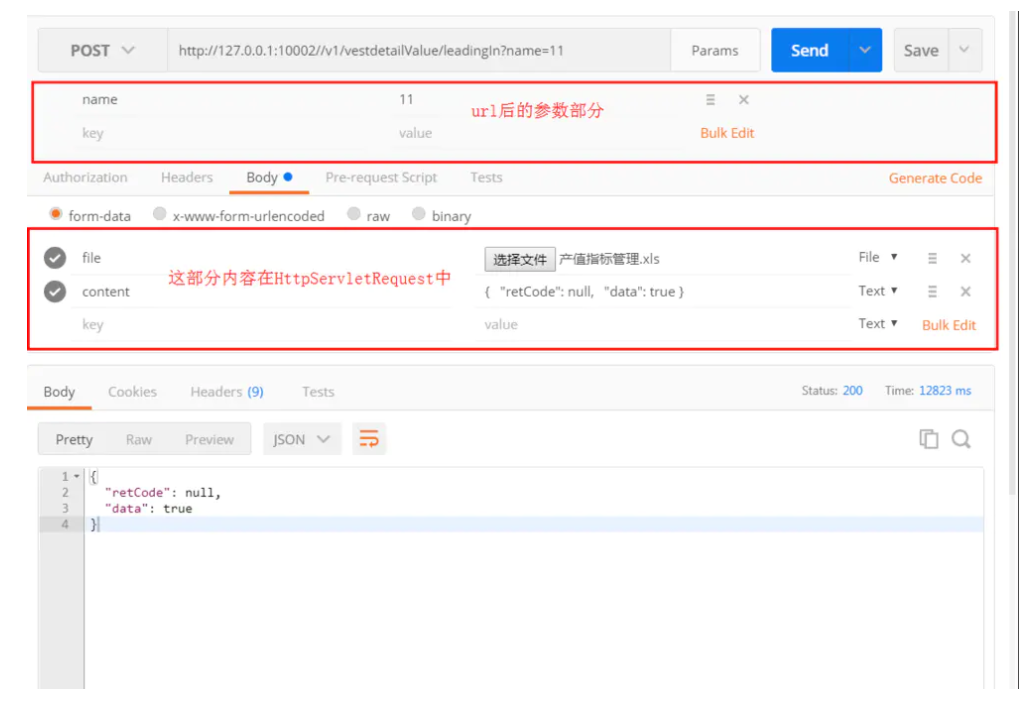 POST http://127.0.0.1:10002//v1/vestdetailValue/leadingIn?name=11 Params Send Save
name 11 url后的参数部分
key value Bulk Edit
Authorization Headers Body Pre-request Script Tests Generate Code
form-data x-www-form-urlencoded raw binary
file 选择文件 产值指标管理.xls File
这部分内容在HttpServletRequest中
content { "retCode": null, "data": true } Text
key value Text Bulk Edit
Body Cookies Headers (9) Tests Status: 200 Time: 12823 ms
Pretty Raw Preview JSON
1 {
2 "retCode": null,
3 "data": true
4 }